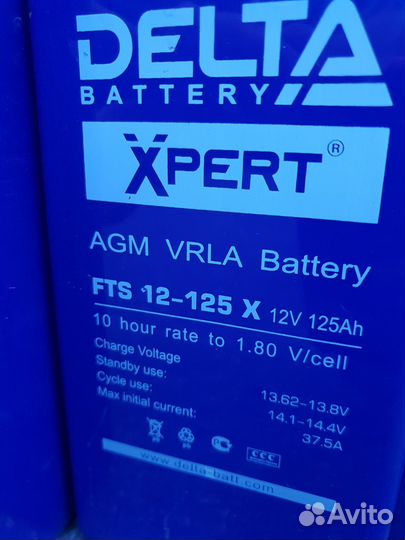 DELTA
BATTERY
XPERT®
AGM VRLA Battery
FTS 12-125 X 12V 125Ah
10 hour rate to 1.80 V/cell
Charge Voltage
Standby use: 13.62-13.8V
Cycle use: 14.1-14.4V
Max initial current: 37.5A
Pb
Pb
www.delta-batt.com
Avito